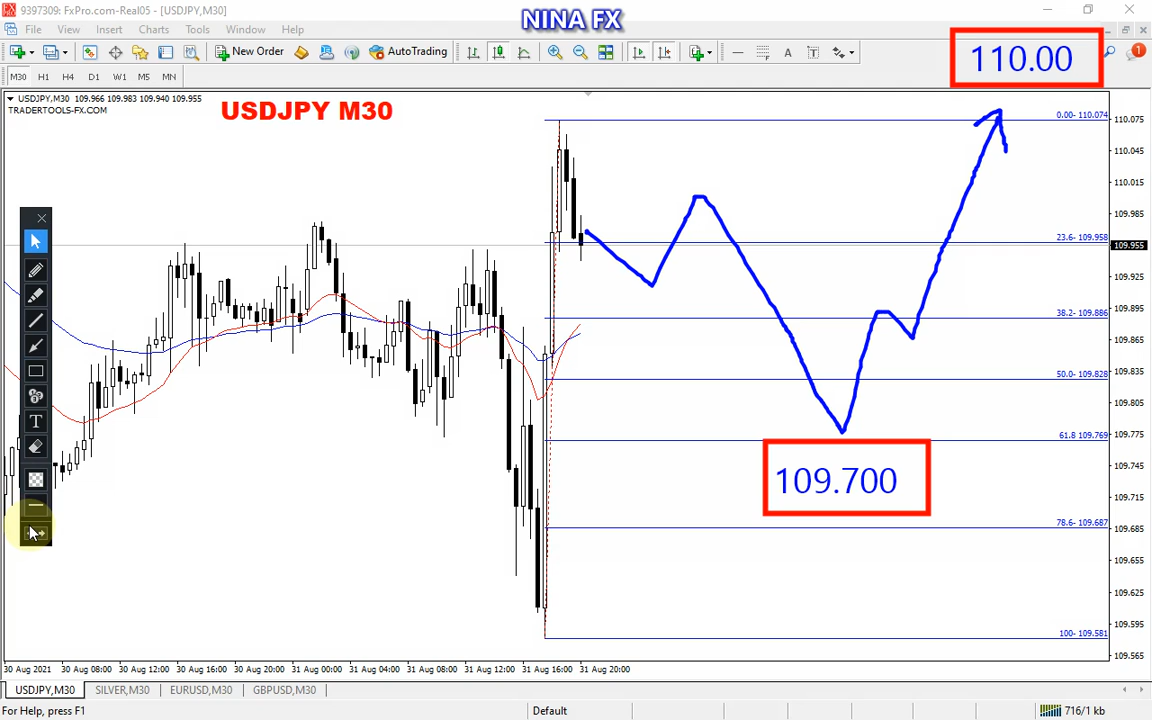 9397309: FxPro.com-Real05 - [USDJPY,M30]
NINA FX
File View Insert Charts Tools Window Help
New Order AutoTrading
1
110.00
M30 H1 H4 D1 W1 M5 MN
USDJPY,M30 109.966 109.983 109.940 109.955
TRADERTOOLS-FX.COM
USDJPY M30
0.00- 110.074
110.075
110.045
110.015
109.985
23.6- 109.958
109.955
109.925
109.895
38.2- 109.886
109.865
109.835
50.0- 109.828
109.805
61.8 109.769
109.775
109.745
109.700
109.715
78.6- 109.687
109.685
109.655
109.625
109.595
100- 109.581
109.565
A T
T
30 Aug 2021 30 Aug 08:00 30 Aug 12:00 30 Aug 16:00 30 Aug 20:00 31 Aug 00:00 31 Aug 04:00 31 Aug 08:00 31 Aug 12:00 31 Aug 16:00 31 Aug 20:00
USDJPY,M30 SILVER,M30 EURUSD,M30 GBPUSD,M30
For Help, press F1 Default 716/1 kb